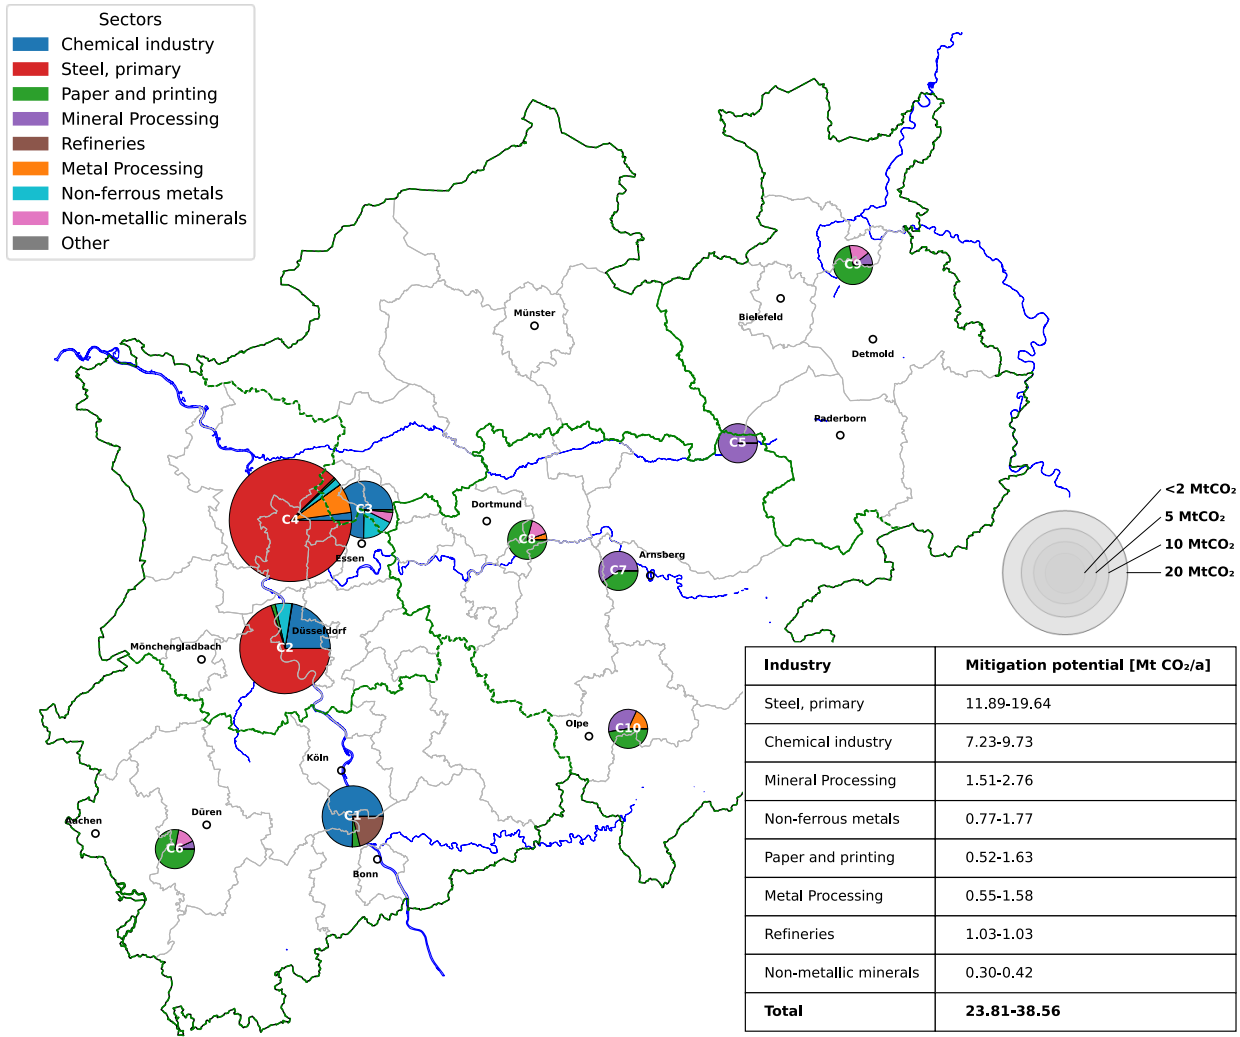 Sectors
Chemical industry
Steel, primary
Paper and printing
Mineral Processing
Refineries
Metal Processing
Non-ferrous metals
Non-metallic minerals
Other
C9
Münster
Bielefeld
Detmold
Paderborn
C5
<2 MtCO₂
5 MtCO₂
10 MtCO₂
20 MtCO₂
C4
C3
Dortmund
Essen
C8
Arnsberg
C7
Düsseldorf
C2
Mönchengladbach
Olpe
C10
Köln
C1
Aachen
Düren
C6
Bonn
Industry Mitigation potential [Mt CO₂/a]
Steel, primary 11.89-19.64
Chemical industry 7.23-9.73
Mineral Processing 1.51-2.76
Non-ferrous metals 0.77-1.77
Paper and printing 0.52-1.63
Metal Processing 0.55-1.58
Refineries 1.03-1.03
Non-metallic minerals 0.30-0.42
Total 23.81-38.56